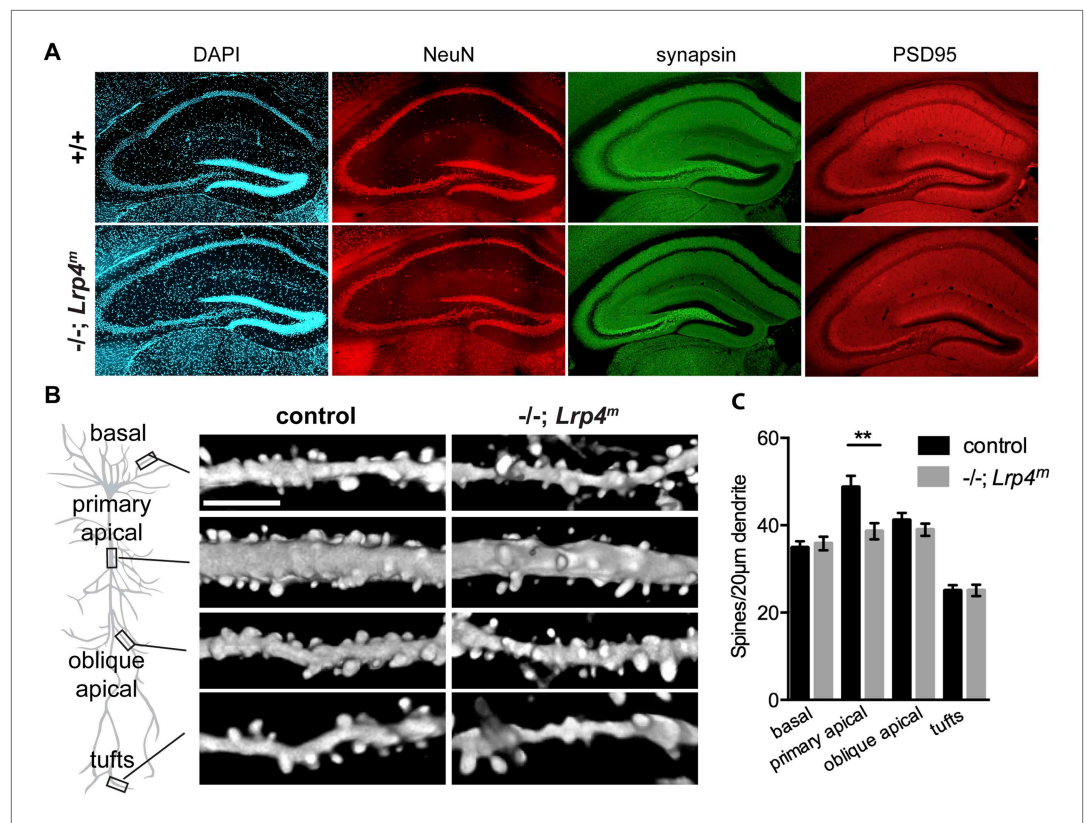 A
DAPI
NeuN
synapsin
PSD95
+/+
-/-; Lrp4ᵐ
B
control
-/-; Lrp4ᵐ
basal
primary
apical
oblique
apical
tufts
C
**
control
-/-; Lrp4ᵐ
Spines/20µm dendrite
60
40
20
0
basal
primary apical
oblique apical
tufts